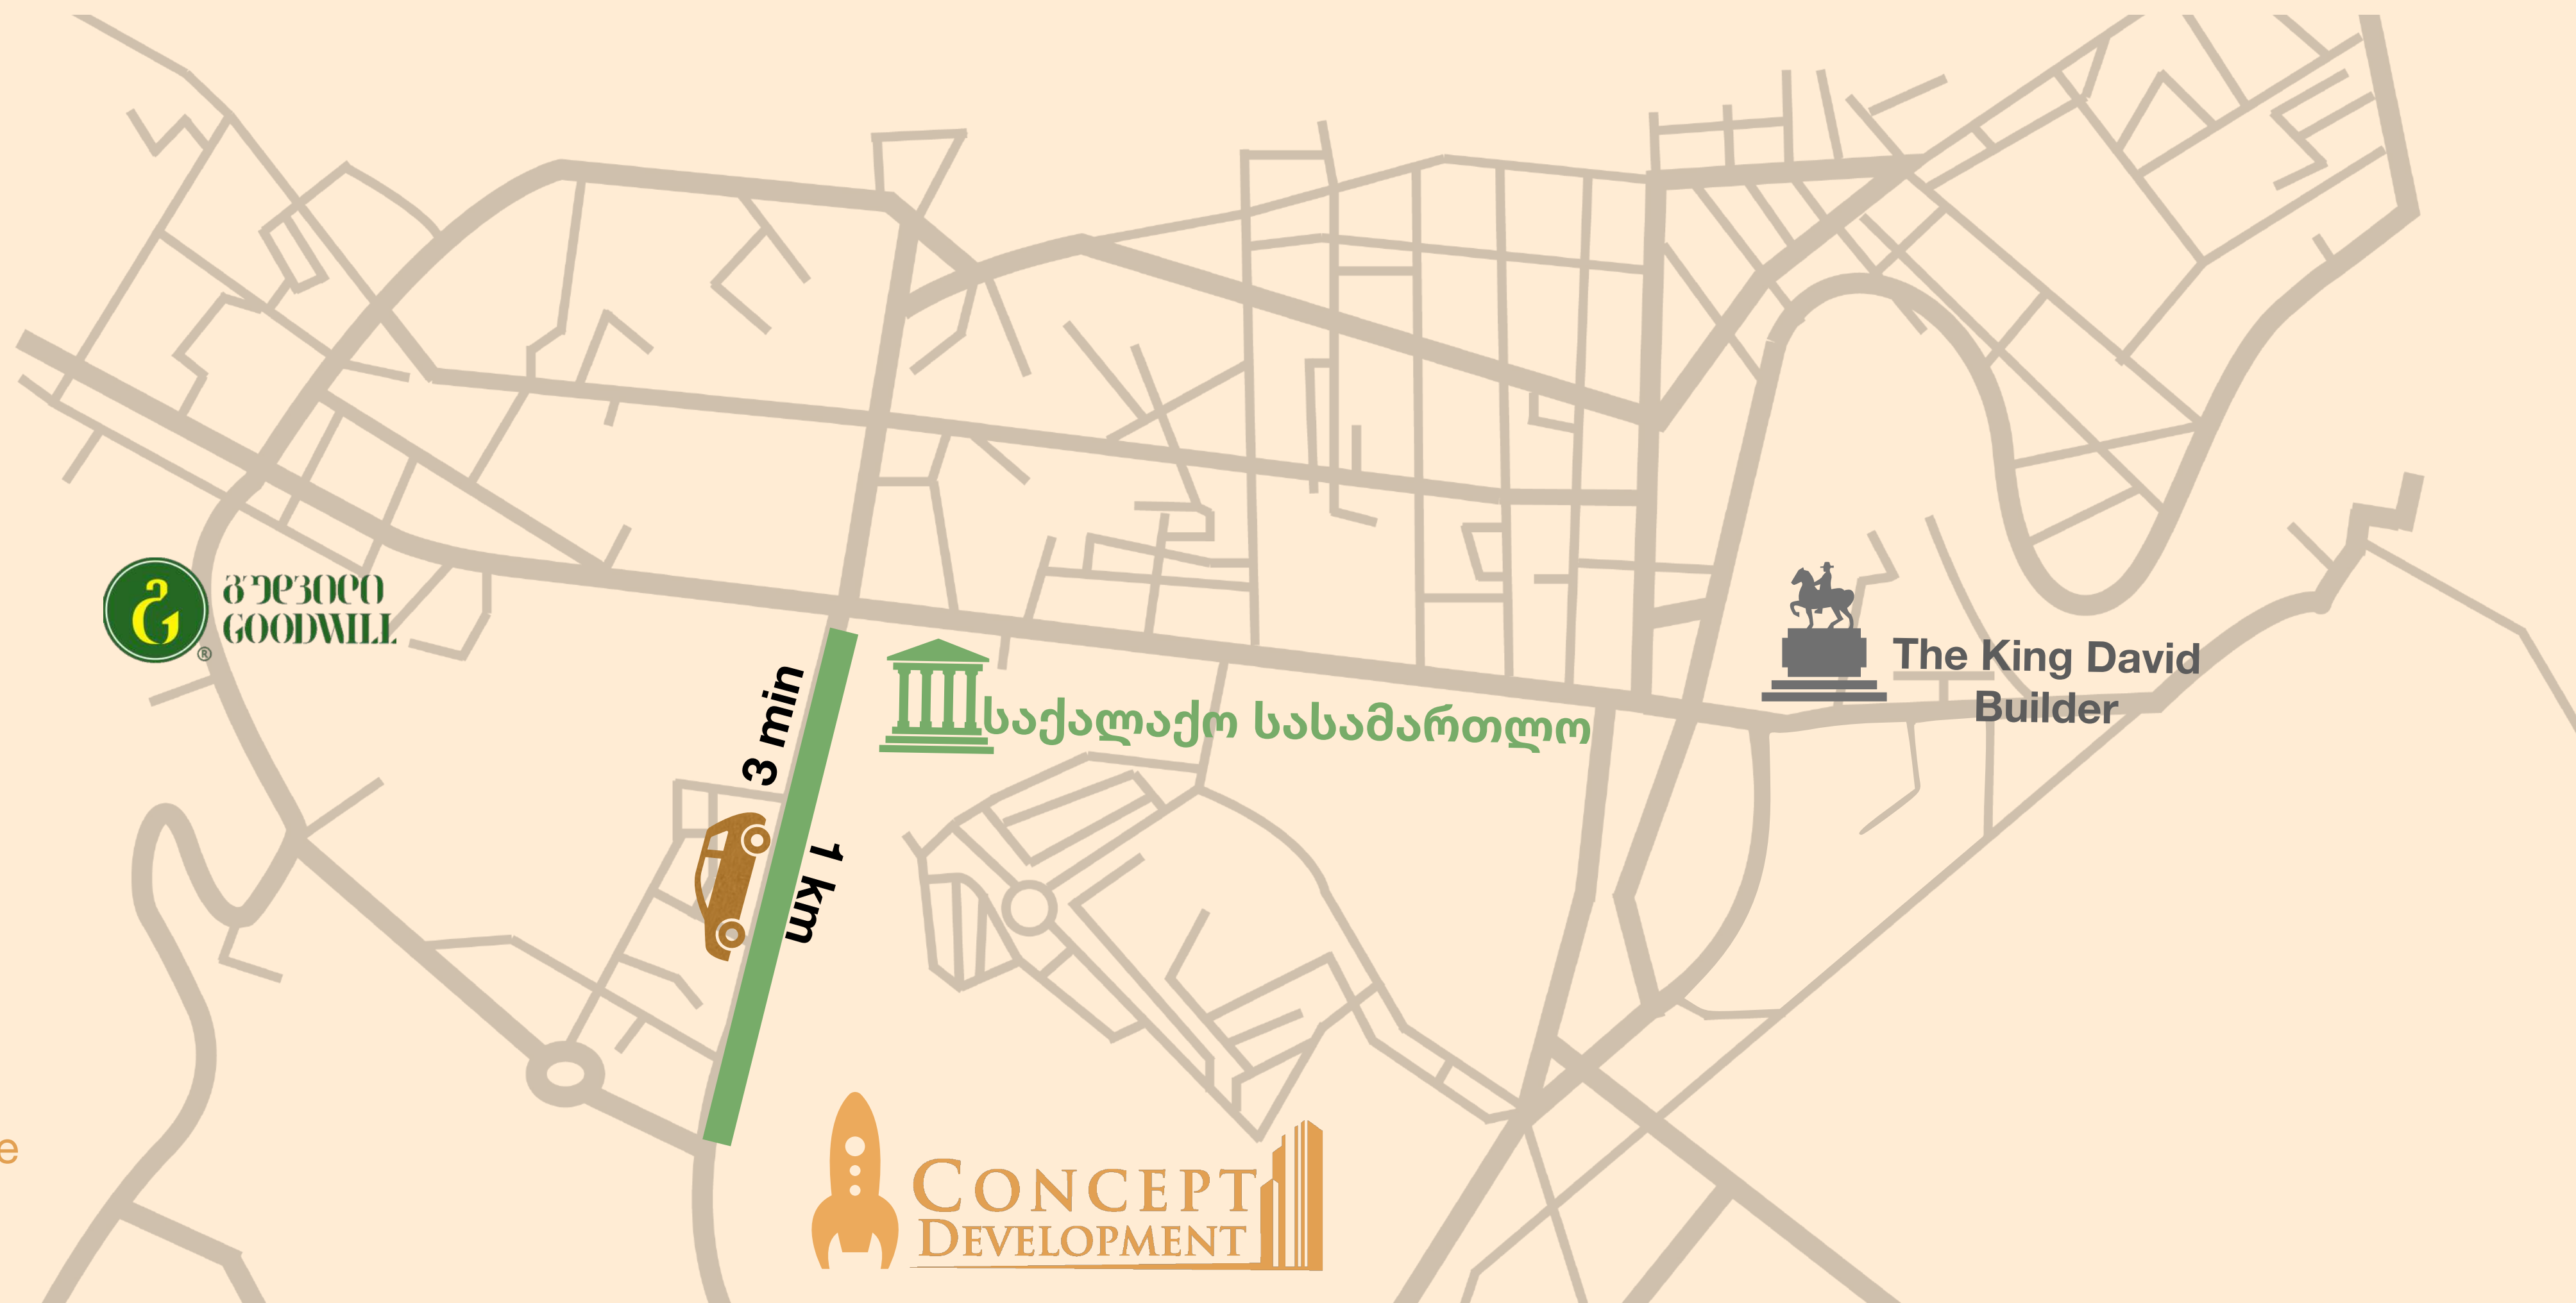 გუდვილი
GOODWILL
®
3 min
საქალაქო სასამართლო
The King David
Builder
1 km
e
CONCEPT
DEVELOPMENT